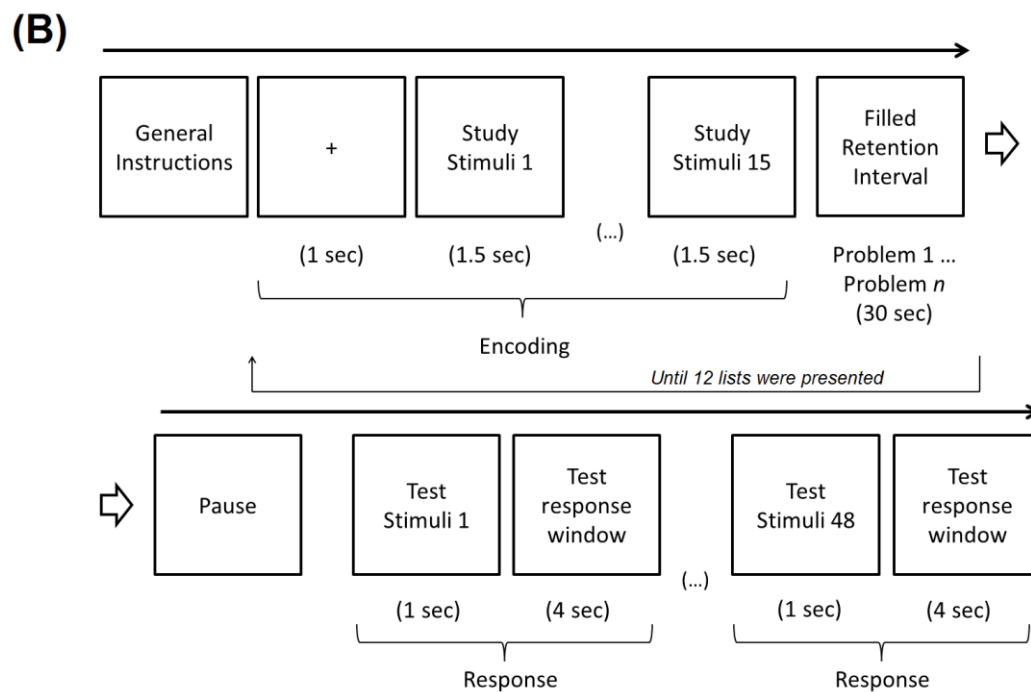 (B)
General
Instructions
+
Study
Stimuli 1
(...)
Study
Stimuli 15
Filled
Retention
Interval
(1 sec)
(1.5 sec)
(1.5 sec)
Problem 1 ...
Problem n
(30 sec)
Encoding
Until 12 lists were presented
Pause
Test
Stimuli 1
Test
response
window
(...)
Test
Stimuli 48
Test
response
window
(1 sec)
(4 sec)
(1 sec)
(4 sec)
Response
Response